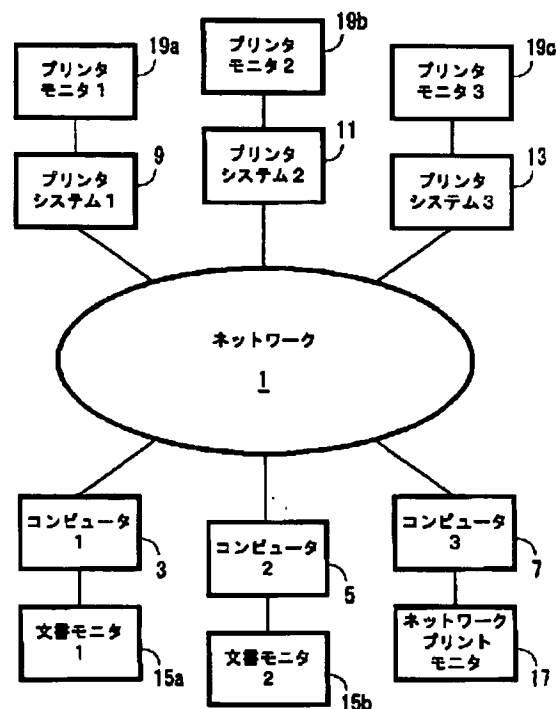 19a
プリンタ
モニタ1
19b
プリンタ
モニタ2
19c
プリンタ
モニタ3
9
プリンタ
システム1
11
プリンタ
システム2
13
プリンタ
システム3
ネットワーク
1
コンピュータ
1
3
コンピュータ
2
5
コンピュータ
3
7
文書モニタ
1
15a
文書モニタ
2
15b
ネットワーク
プリント
モニタ
17